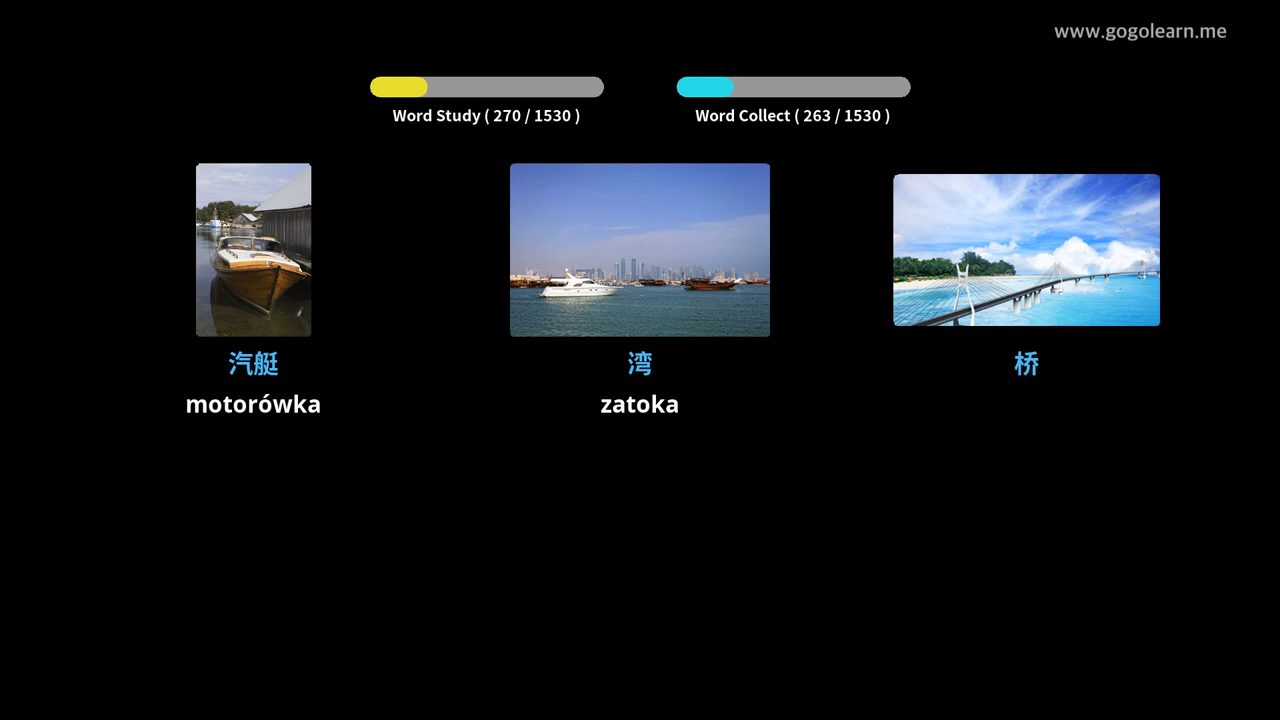 www.gogolearn.me
Word Study ( 270 / 1530 )
Word Collect ( 263 / 1530 )
汽艇
湾
桥
motorówka
zatoka